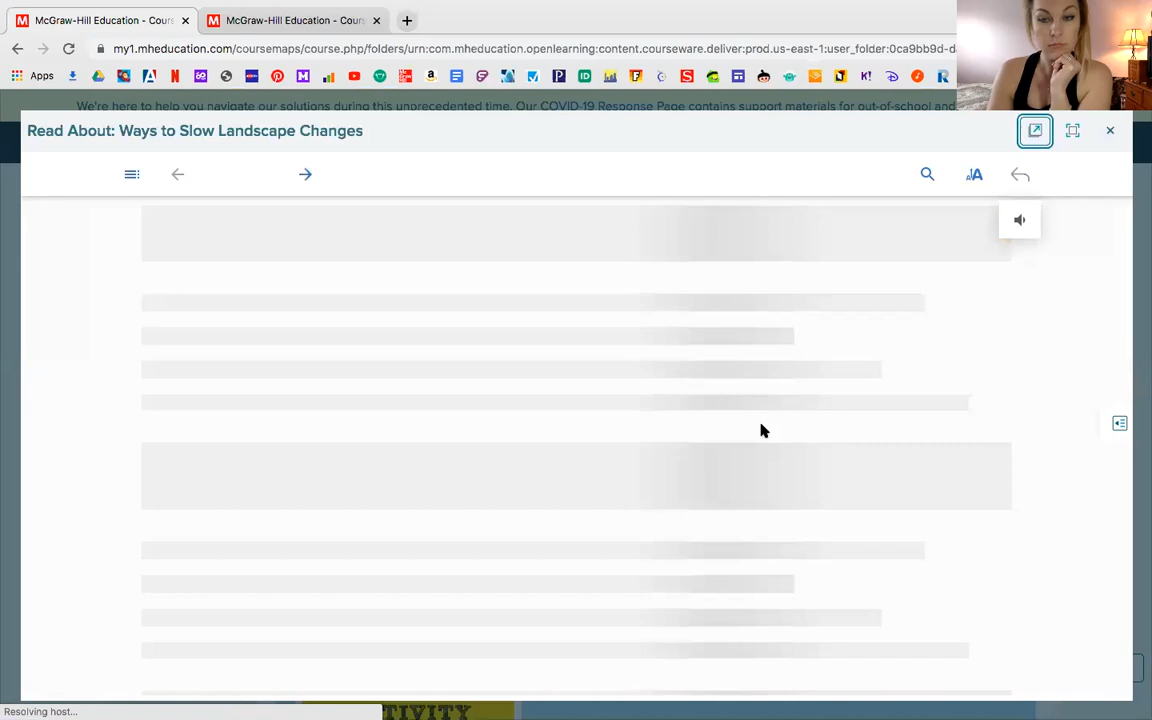 McGraw-Hill Education - Cours
McGraw-Hill Education - Cours
my1.mheducation.com/coursemaps/course.php/folders/urn:com.mheducation.openlearning:content.courseware.deliver:prod.us-east-1:user_folder:0ca9bb9d-d
Apps
We're here to help you navigate our solutions during this unprecedented time. Our COVID-19 Response Page contains support materials for out-of-school and
Read About: Ways to Slow Landscape Changes
Resolving host...
TIVITY